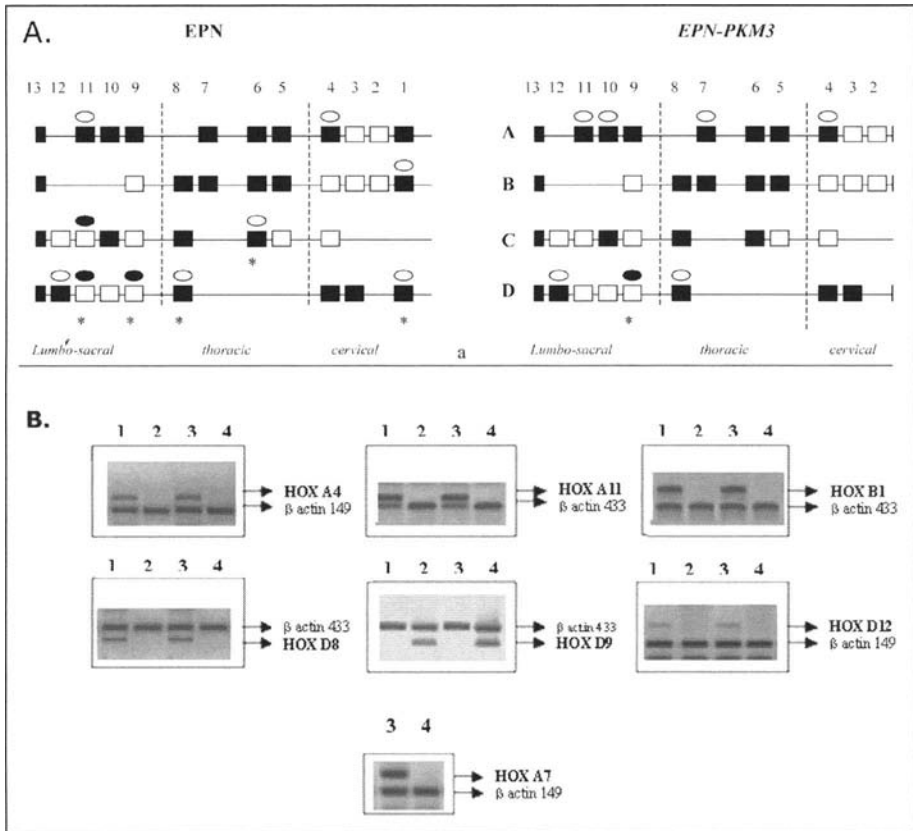 A.
EPN
EPN-PKM3
13 12 11 10 9 8 7 6 5 4 3 2 1
13 12 11 10 9 8 7 6 5 4 3 2
A
B
C
*
D
* * * *
*
Lumbo-sacral thoracic cervical
a
Lumbo-sacral thoracic cervical
B.
1 2 3 4
HOX A4
β actin 149
1 2 3 4
HOX A11
β actin 433
1 2 3 4
HOX B1
β actin 433
1 2 3 4
β actin 433
HOX D8
1 2 3 4
β actin 433
HOX D9
1 2 3 4
HOX D12
β actin 149
3 4
HOX A7
β actin 149